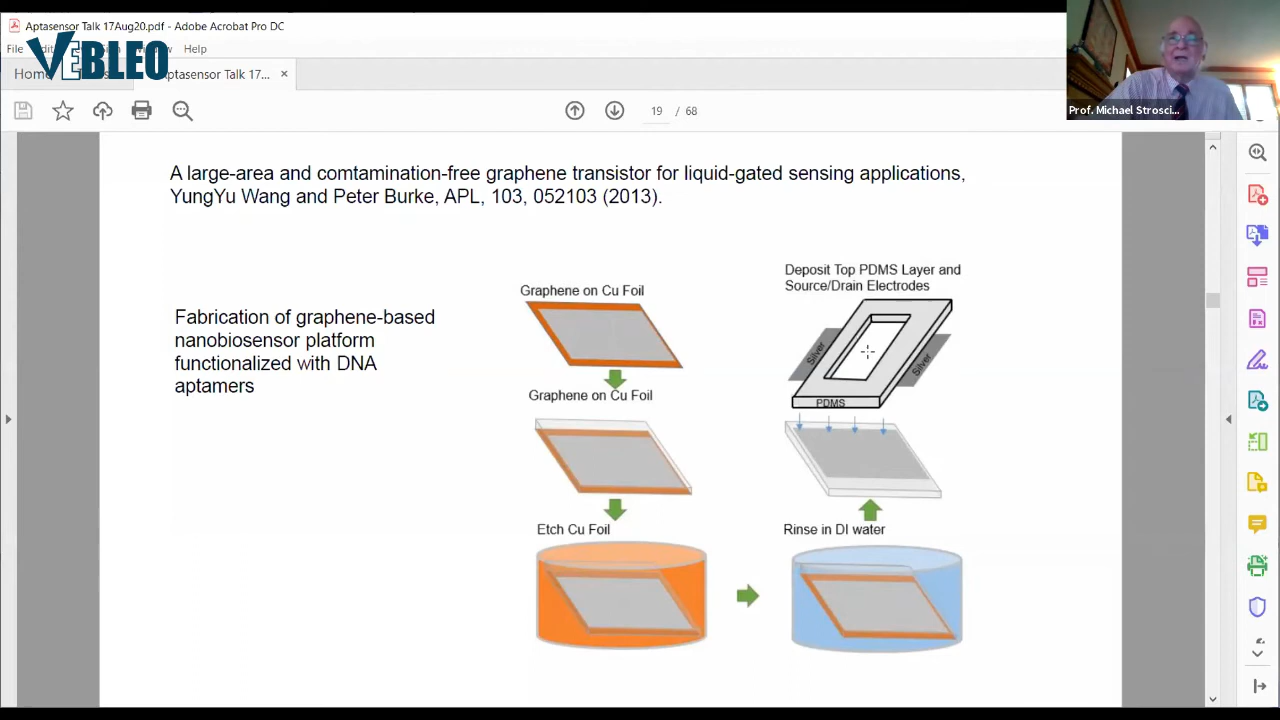 Aptasensor Talk 17Aug20.pdf - Adobe Acrobat Pro DC
File
Help
VEBLEO
Home
Aptasensor Talk 17... ×
19 / 68
Prof. Michael Strosci...
A large-area and comtamination-free graphene transistor for liquid-gated sensing applications,
YungYu Wang and Peter Burke, APL, 103, 052103 (2013).
Fabrication of graphene-based
nanobiosensor platform
functionalized with DNA
aptamers
Graphene on Cu Foil
Graphene on Cu Foil
Etch Cu Foil
Deposit Top PDMS Layer and
Source/Drain Electrodes
Silver
Silver
PDMS
Rinse in DI water